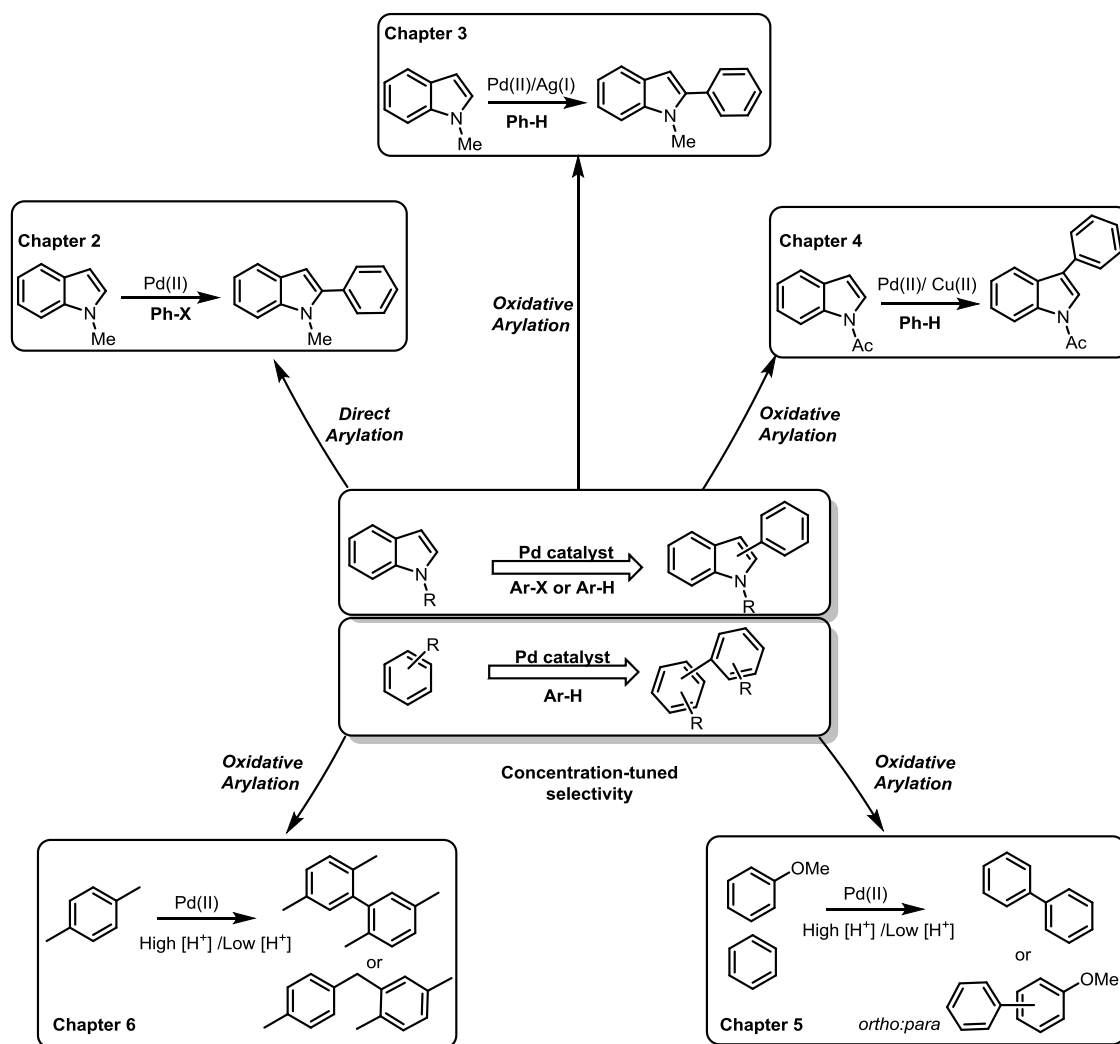 Chapter 3
Pd(II)/Ag(I)
Ph-H
N
Me
N
Me
Chapter 2
Pd(II)
Ph-X
N
Me
N
Me
Oxidative
Arylation
Chapter 4
Pd(II)/ Cu(II)
Ph-H
N
Ac
N
Ac
Direct
Arylation
Oxidative
Arylation
N
R
Pd catalyst
Ar-X or Ar-H
N
R
R
Pd catalyst
Ar-H
R
R
Oxidative
Arylation
Concentration-tuned
selectivity
Oxidative
Arylation
Pd(II)
High [H⁺] /Low [H⁺]
or
Chapter 6
OMe
Pd(II)
High [H⁺] /Low [H⁺]
or
OMe
Chapter 5
ortho:para